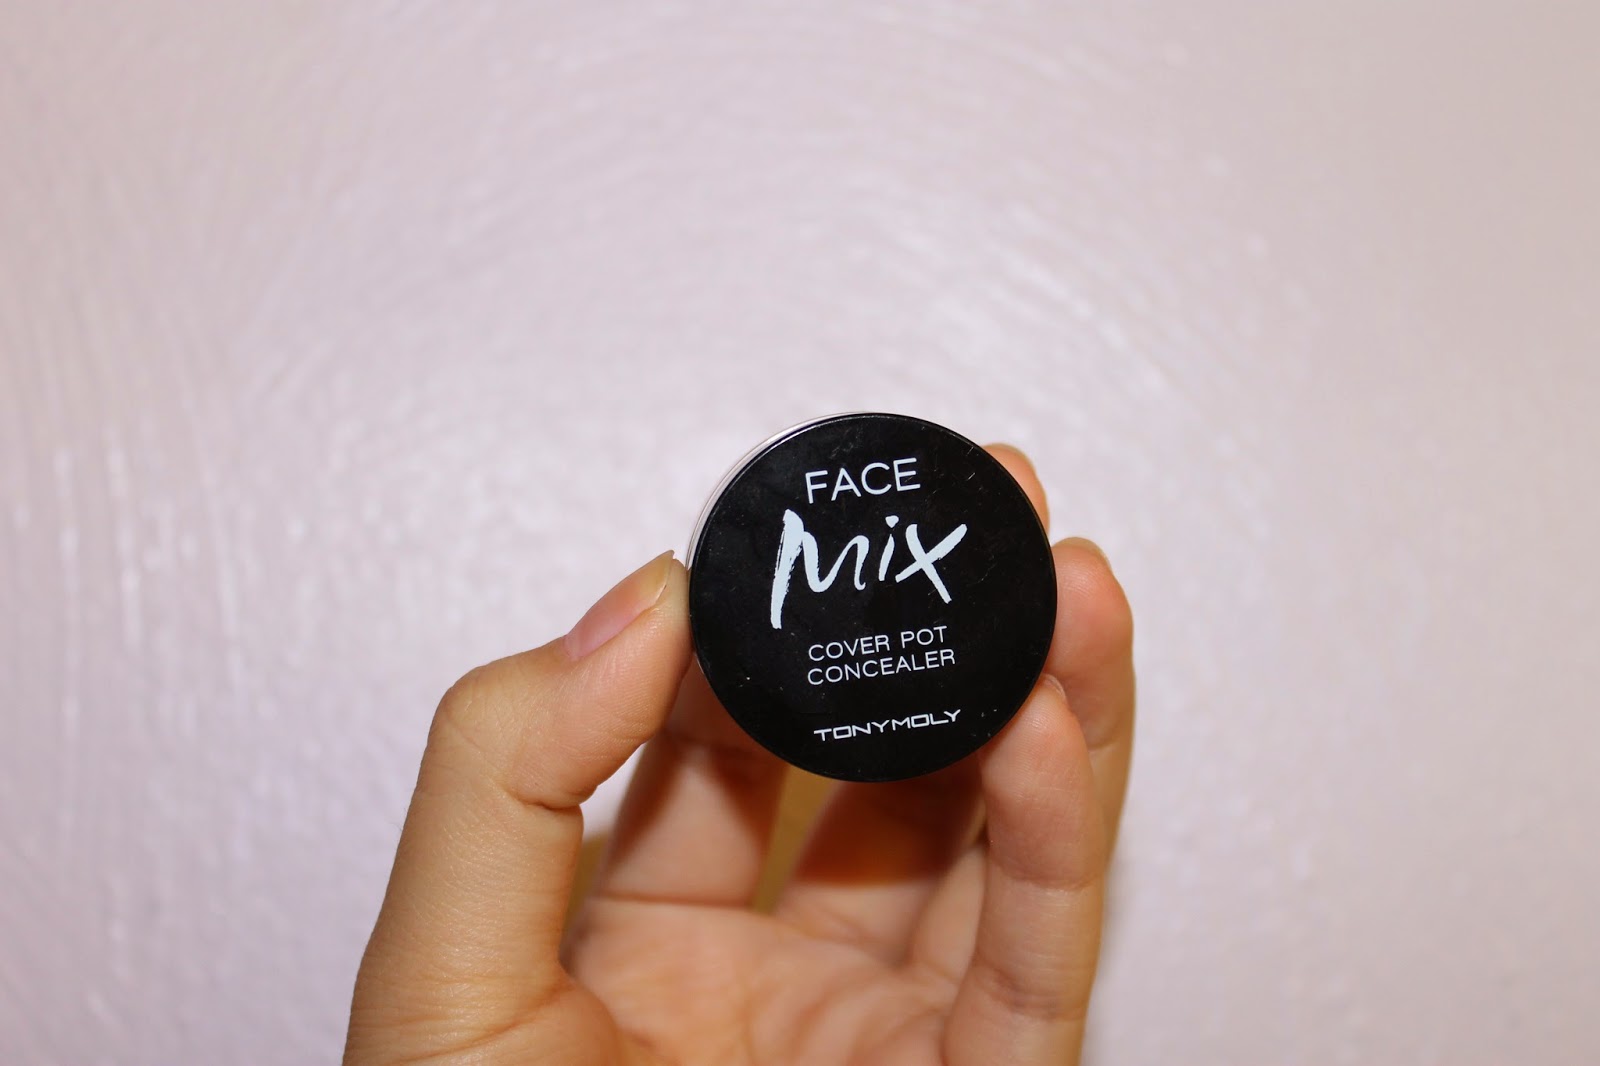 FACE
Mix
COVER POT
CONCEALER
TONYMOLY